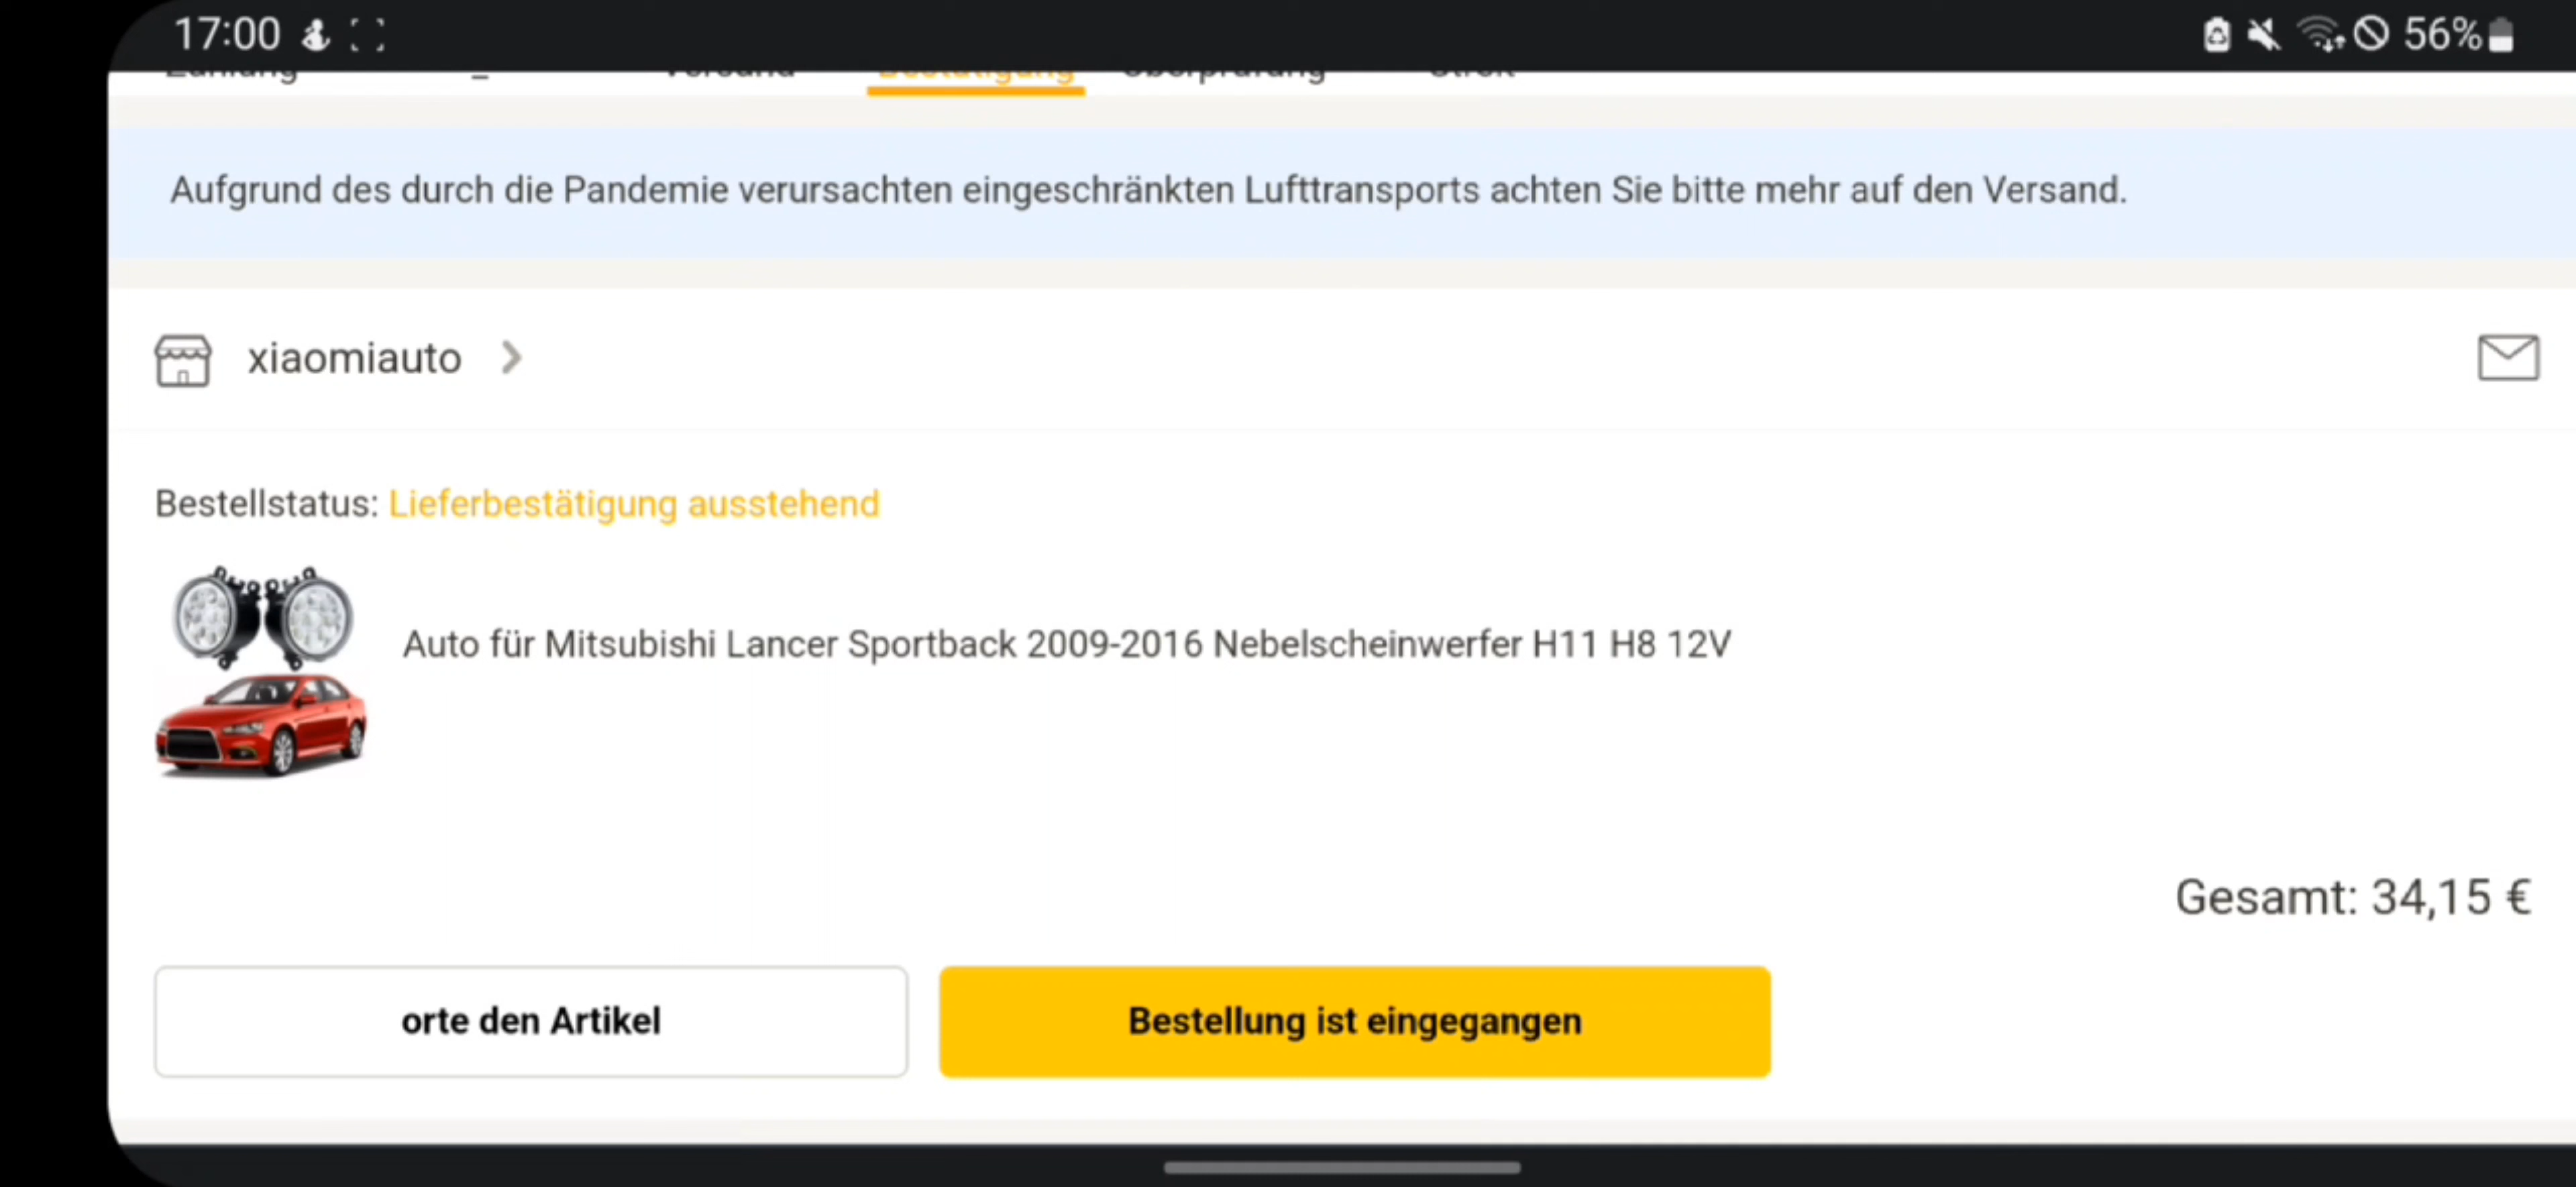 17:00 56%
Bestätigung
Aufgrund des durch die Pandemie verursachten eingeschränkten Lufttransports achten Sie bitte mehr auf den Versand.
xiaomiauto
Bestellstatus: Lieferbestätigung ausstehend
Auto für Mitsubishi Lancer Sportback 2009-2016 Nebelscheinwerfer H11 H8 12V
Gesamt: 34,15 €
orte den Artikel
Bestellung ist eingegangen